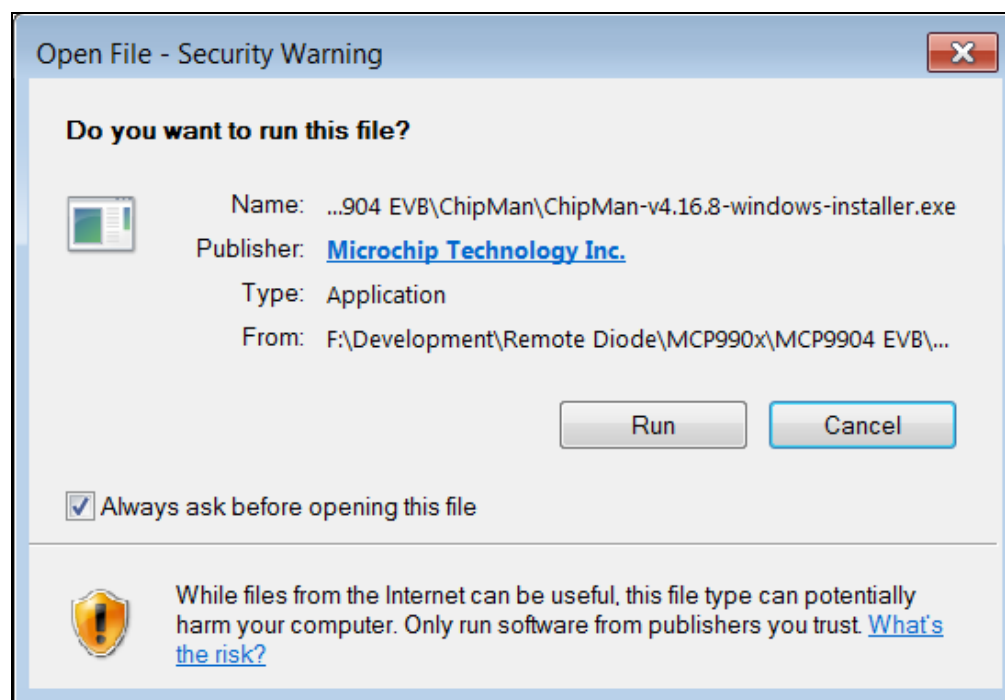 Open File - Security Warning
Do you want to run this file?
Name: ...904 EVB\ChipMan\ChipMan-v4.16.8-windows-installer.exe
Publisher: Microchip Technology Inc.
Type: Application
From: F:\Development\Remote Diode\MCP990x\MCP9904 EVB\...
Run Cancel
Always ask before opening this file
While files from the Internet can be useful, this file type can potentially
harm your computer. Only run software from publishers you trust. What's
the risk?